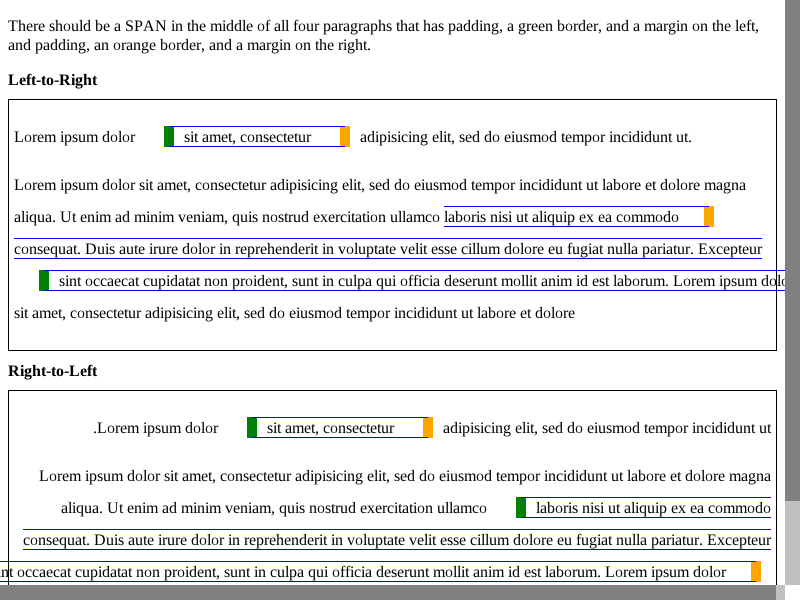 There should be a SPAN in the middle of all four paragraphs that has padding, a green border, and a margin on the left,
and padding, an orange border, and a margin on the right.
Left-to-Right
Lorem ipsum dolor sit amet, consectetur adipisicing elit, sed do eiusmod tempor incididunt ut.
Lorem ipsum dolor sit amet, consectetur adipisicing elit, sed do eiusmod tempor incididunt ut labore et dolore magna
aliqua. Ut enim ad minim veniam, quis nostrud exercitation ullamco laboris nisi ut aliquip ex ea commodo
consequat. Duis aute irure dolor in reprehenderit in voluptate velit esse cillum dolore eu fugiat nulla pariatur. Excepteur
sint occaecat cupidatat non proident, sunt in culpa qui officia deserunt mollit anim id est laborum. Lorem ipsum
sit amet, consectetur adipisicing elit, sed do eiusmod tempor incididunt ut labore et dolore
Right-to-Left
.Lorem ipsum dolor sit amet, consectetur adipisicing elit, sed do eiusmod tempor incididunt ut
Lorem ipsum dolor sit amet, consectetur adipisicing elit, sed do eiusmod tempor incididunt ut labore et dolore magna
aliqua. Ut enim ad minim veniam, quis nostrud exercitation ullamco laboris nisi ut aliquip ex ea commodo
consequat. Duis aute irure dolor in reprehenderit in voluptate velit esse cillum dolore eu fugiat nulla pariatur. Excepteur
occaecat cupidatat non proident, sunt in culpa qui officia deserunt mollit anim id est laborum. Lorem ipsum dolor